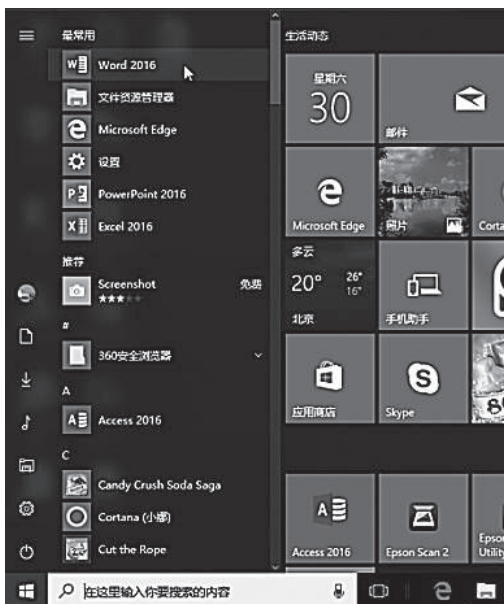 最常用
Word 2016
文件资源管理器
Microsoft Edge
设置
PowerPoint 2016
Excel 2016
推荐
Screenshot
免费
#
360安全浏览器
A
Access 2016
C
Candy Crush Soda Saga
Cortana (小娜)
Cut the Rope
在这里输入你要搜索的内容
生活动态
星期六
30
邮件
Microsoft Edge
照片
Corta
多云
20°
26°
16°
北京
手机助手
应用商店
Skype
Access 2016
Epson Scan 2
Epson
Utility